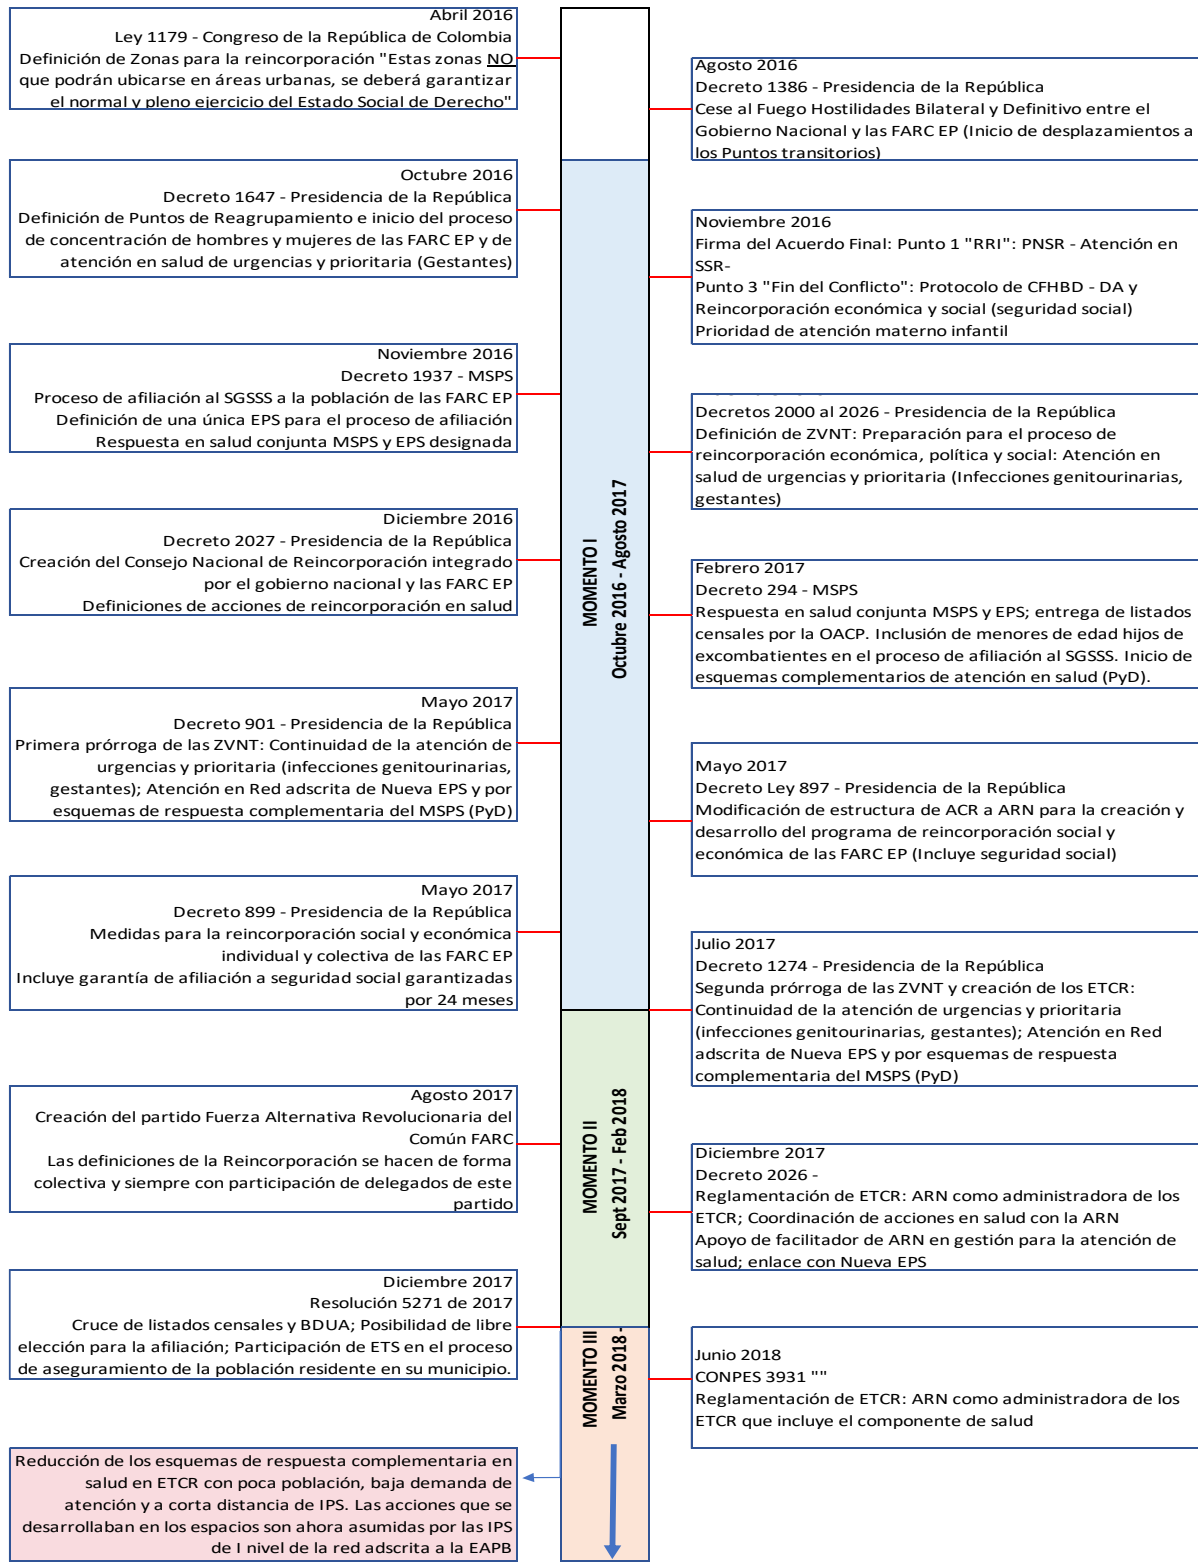 Abril 2016
Ley 1179 - Congreso de la República de Colombia
Definición de Zonas para la reincorporación "Estas zonas NO
que podrán ubicarse en áreas urbanas, se deberá garantizar
el normal y pleno ejercicio del Estado Social de Derecho"
Agosto 2016
Decreto 1386 - Presidencia de la República
Cese al Fuego Hostilidades Bilateral y Definitivo entre el
Gobierno Nacional y las FARC EP (Inicio de desplazamientos a
los Puntos transitorios)
Octubre 2016
Decreto 1647 - Presidencia de la República
Definición de Puntos de Reagrupamiento e inicio del proceso
de concentración de hombres y mujeres de las FARC EP y de
atención en salud de urgencias y prioritaria (Gestantes)
Noviembre 2016
Firma del Acuerdo Final: Punto 1 "RRI": PNSR - Atención en
SSR-
Punto 3 "Fin del Conflicto": Protocolo de CFHBD - DA y
Reincorporación económica y social (seguridad social)
Prioridad de atención materno infantil
Noviembre 2016
Decreto 1937 - MSPS
Proceso de afiliación al SGSSS a la población de las FARC EP
Definición de una única EPS para el proceso de afiliación
Respuesta en salud conjunta MSPS y EPS designada
Decretos 2000 al 2026 - Presidencia de la República
Definición de ZVNT: Preparación para el proceso de
reincorporación económica, política y social: Atención en
salud de urgencias y prioritaria (Infecciones genitourinarias,
gestantes)
MOMENTO I
Octubre 2016 - Agosto 2017
Diciembre 2016
Decreto 2027 - Presidencia de la República
Creación del Consejo Nacional de Reincorporación integrado
por el gobierno nacional y las FARC EP
Definiciones de acciones de reincorporación en salud
Febrero 2017
Decreto 294 - MSPS
Respuesta en salud conjunta MSPS y EPS; entrega de listados
censales por la OACP. Inclusión de menores de edad hijos de
excombatientes en el proceso de afiliación al SGSSS. Inicio de
esquemas complementarios de atención en salud (PyD).
Mayo 2017
Decreto 901 - Presidencia de la República
Primera prórroga de las ZVNT: Continuidad de la atención de
urgencias y prioritaria (infecciones genitourinarias,
gestantes); Atención en Red adscrita de Nueva EPS y por
esquemas de respuesta complementaria del MSPS (PyD)
Mayo 2017
Decreto Ley 897 - Presidencia de la República
Modificación de estructura de ACR a ARN para la creación y
desarrollo del programa de reincorporación social y
económica de las FARC EP (Incluye seguridad social)
Mayo 2017
Decreto 899 - Presidencia de la República
Medidas para la reincorporación social y económica
individual y colectiva de las FARC EP
Incluye garantía de afiliación a seguridad social garantizadas
por 24 meses
Julio 2017
Decreto 1274 - Presidencia de la República
Segunda prórroga de las ZVNT y creación de los ETCR:
Continuidad de la atención de urgencias y prioritaria
(infecciones genitourinarias, gestantes); Atención en Red
adscrita de Nueva EPS y por esquemas de respuesta
complementaria del MSPS (PyD)
MOMENTO II
Sept 2017 - Feb 2018
Agosto 2017
Creación del partido Fuerza Alternativa Revolucionaria del
Común FARC
Las definiciones de la Reincorporación se hacen de forma
colectiva y siempre con participación de delegados de este
partido
Diciembre 2017
Decreto 2026 -
Reglamentación de ETCR: ARN como administradora de los
ETCR; Coordinación de acciones en salud con la ARN
Apoyo de facilitador de ARN en gestión para la atención de
salud; enlace con Nueva EPS
Diciembre 2017
Resolución 5271 de 2017
Cruce de listados censales y BDUA; Posibilidad de libre
elección para la afiliación; Participación de ETS en el proceso
de aseguramiento de la población residente en su municipio.
MOMENTO III
Marzo 2018 -
Junio 2018
CONPES 3931 ""
Reglamentación de ETCR: ARN como administradora de los
ETCR que incluye el componente de salud
Reducción de los esquemas de respuesta complementaria en
salud en ETCR con poca población, baja demanda de
atención y a corta distancia de IPS. Las acciones que se
desarrollaban en los espacios son ahora asumidas por las IPS
de I nivel de la red adscrita a la EAPB